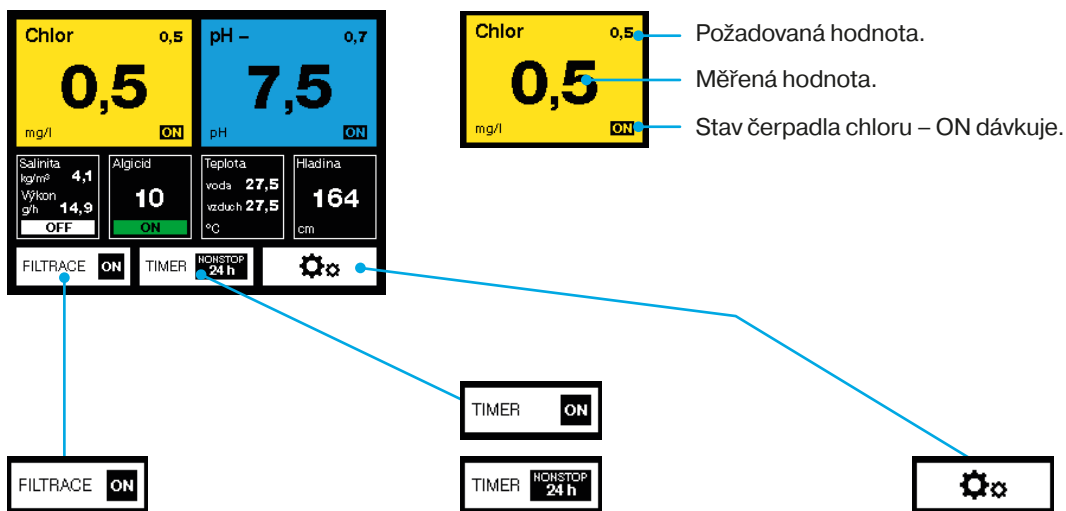 Chlor 0,5
0,5
mg/l ON
pH – 0,7
7,5
pH ON
Salinita
kg/m³ 4,1
Výkon
g/h 14,9
OFF
Algicid
10
ON
Teplota
voda 27,5
vzduch 27,5
°C
Hladina
164
cm
FILTRACE ON
TIMER NONSTOP
24 h
Chlor 0,5
0,5
mg/l ON
Požadovaná hodnota.
Měřená hodnota.
Stav čerpadla chloru – ON dávkuje.
TIMER ON
FILTRACE ON
TIMER NONSTOP
24 h